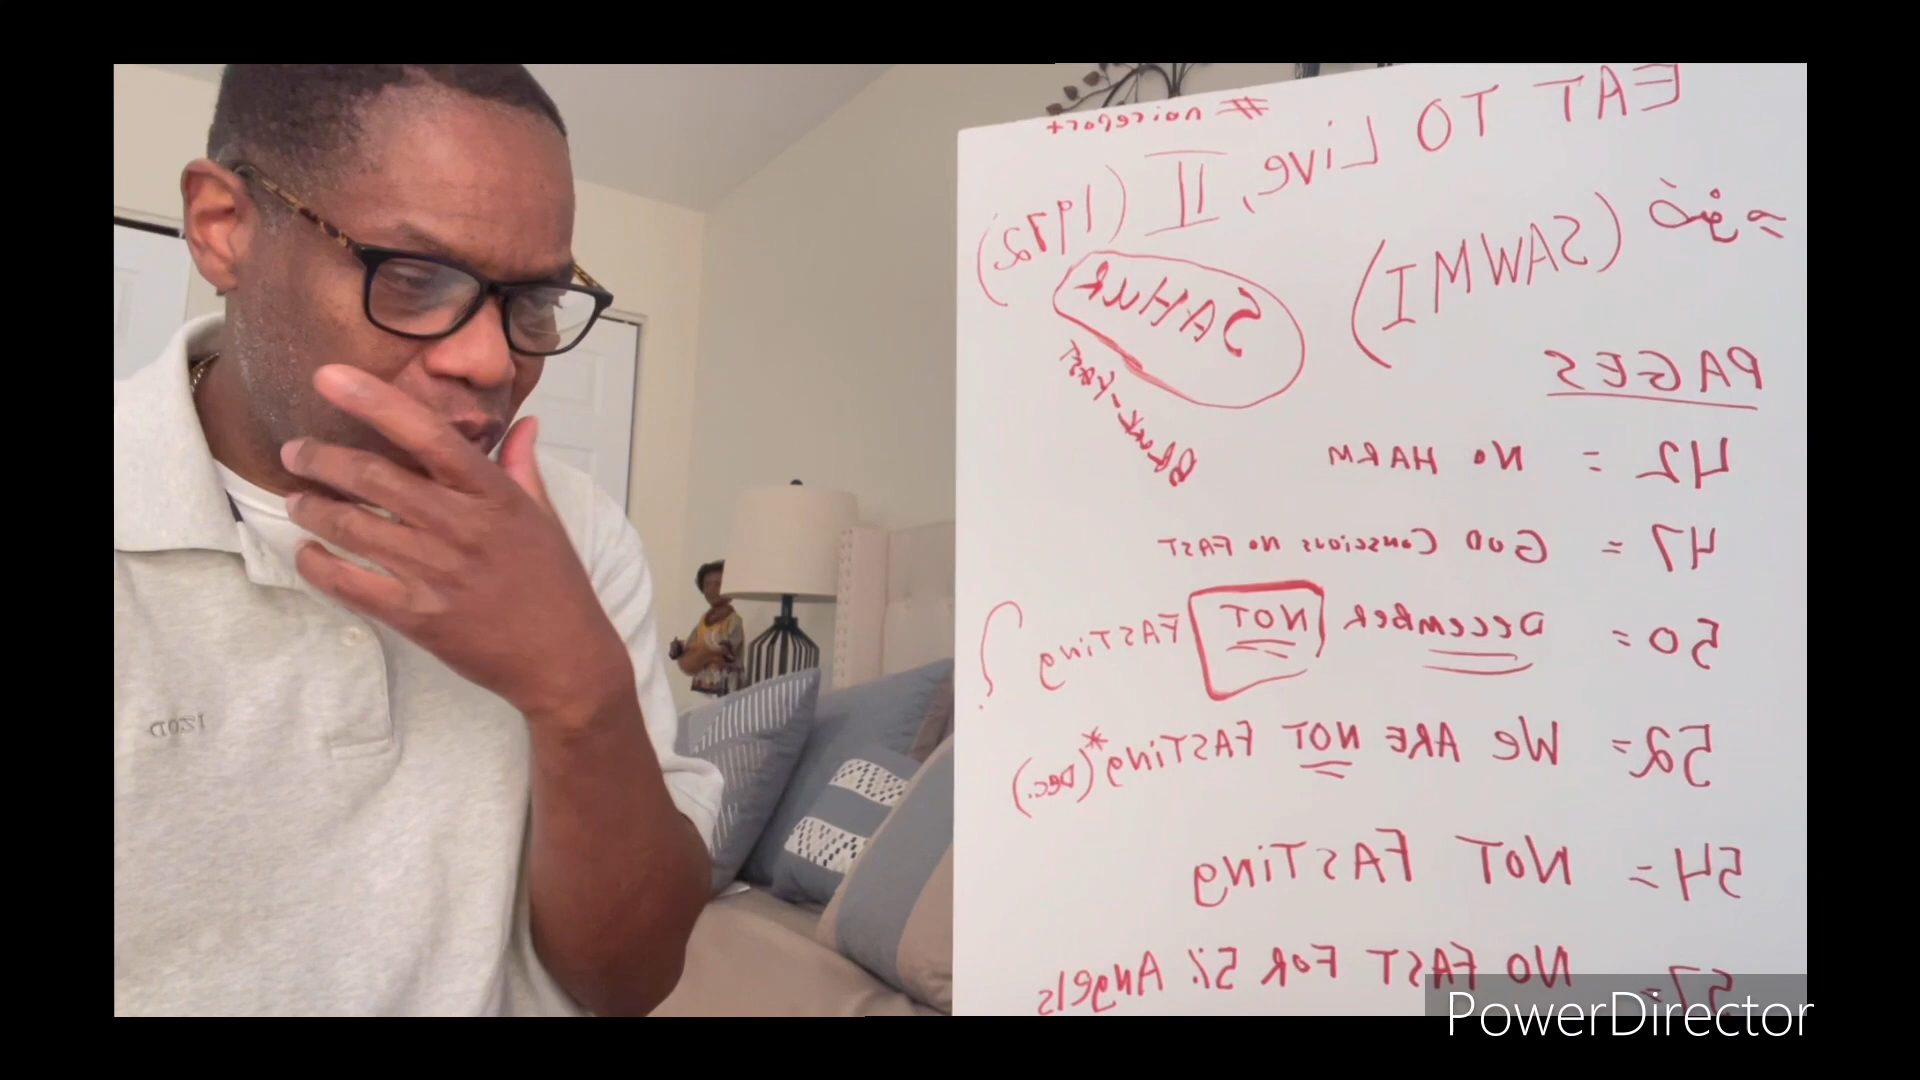 EAT TO Live, II (1972)
#noireport
صوم = (SAWMI)
SAHUR
Break-fast
PAGES
42 = No HARM
47 = GOD Conscious No FAST
50 = DECEMBER NOT FASTing ?
52 = We ARE NOT FASTing* (DEC.)
54 = NOT FASTing
57 = NO FAST FOR 5% Angels
IZOD
PowerDirector